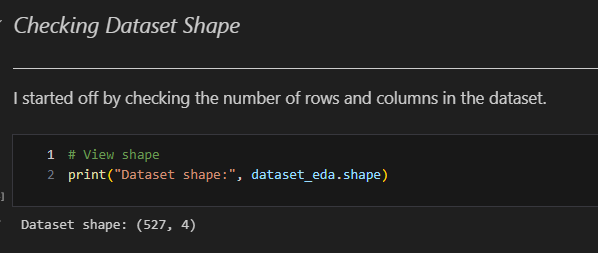 Checking Dataset Shape
I started off by checking the number of rows and columns in the dataset.
1 # View shape
2 print("Dataset shape:", dataset_eda.shape)
]
Dataset shape: (527, 4)